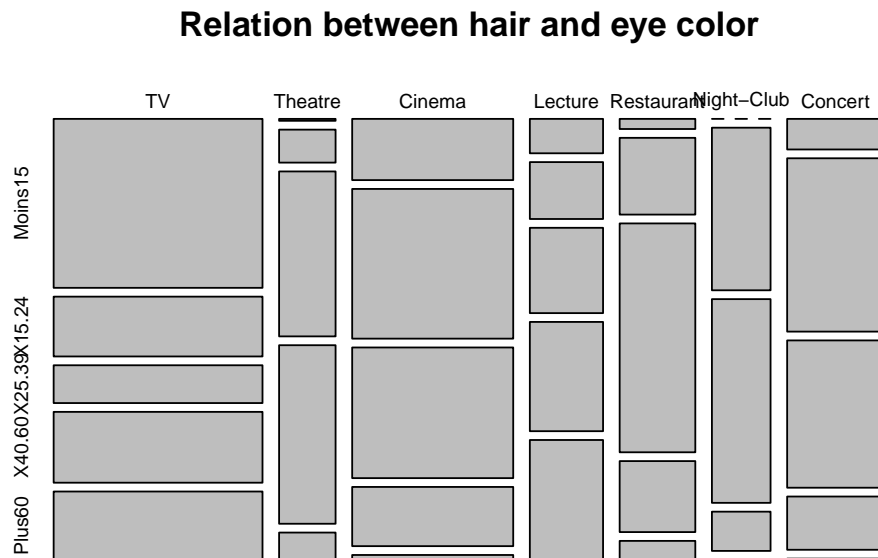 Relation between hair and eye color
TV Theatre Cinema Lecture Restaurant Night−Club Concert
Moins15
X15.24
X25.39
X40.60
Plus60